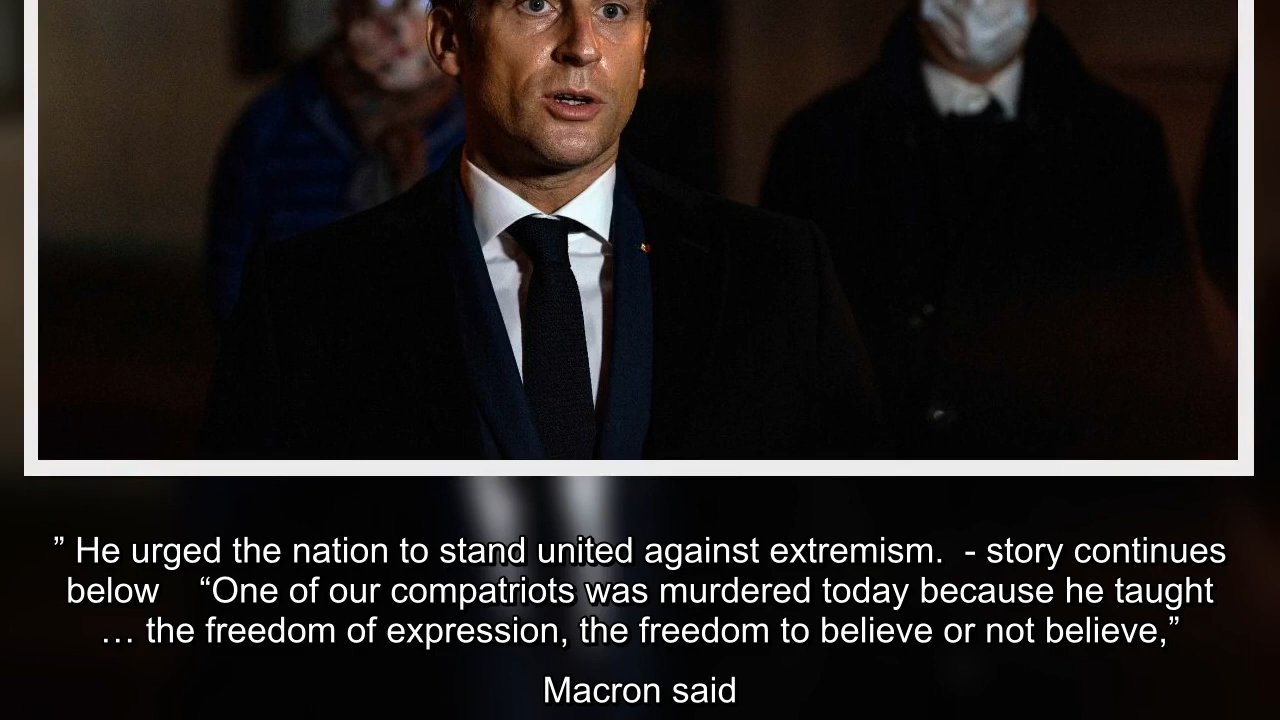 ” He urged the nation to stand united against extremism.  - story continues
below    “One of our compatriots was murdered today because he taught
… the freedom of expression, the freedom to believe or not believe,”
Macron said